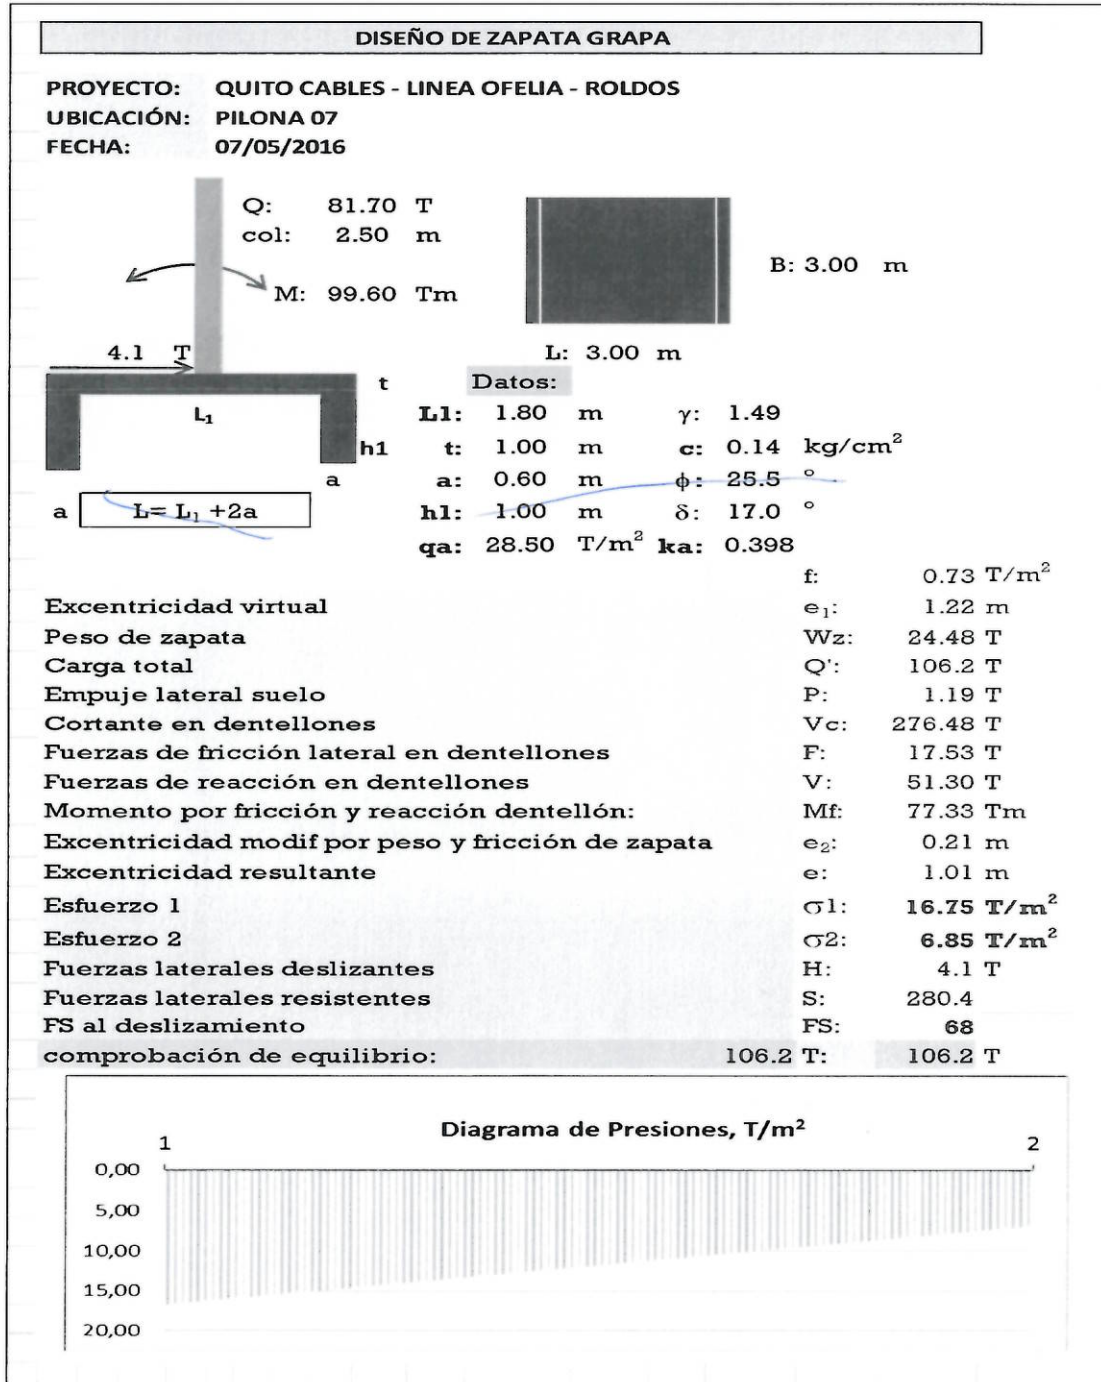 DISEÑO DE ZAPATA GRAPA
PROYECTO: QUITO CABLES - LINEA OFELIA - ROLDOS
UBICACIÓN: PILONA 07
FECHA: 07/05/2016
Q: 81.70 T
col: 2.50 m
B: 3.00 m
M: 99.60 Tm
4.1 T
L: 3.00 m
t Datos:
L₁ L1: 1.80 m γ: 1.49
h1 t: 1.00 m c: 0.14 kg/cm²
a a: 0.60 m ϕ: 25.5 °
a L= L₁ +2a h1: 1.00 m δ: 17.0 °
qa: 28.50 T/m² ka: 0.398
f: 0.73 T/m²
Excentricidad virtual e₁: 1.22 m
Peso de zapata Wz: 24.48 T
Carga total Q': 106.2 T
Empuje lateral suelo P: 1.19 T
Cortante en dentellones Vc: 276.48 T
Fuerzas de fricción lateral en dentellones F: 17.53 T
Fuerzas de reacción en dentellones V: 51.30 T
Momento por fricción y reacción dentellón: Mf: 77.33 Tm
Excentricidad modif por peso y fricción de zapata e₂: 0.21 m
Excentricidad resultante e: 1.01 m
Esfuerzo 1 σ1: 16.75 T/m²
Esfuerzo 2 σ2: 6.85 T/m²
Fuerzas laterales deslizantes H: 4.1 T
Fuerzas laterales resistentes S: 280.4
FS al deslizamiento FS: 68
comprobación de equilibrio: 106.2 T: 106.2 T
Diagrama de Presiones, T/m²
1 2
0,00
5,00
10,00
15,00
20,00